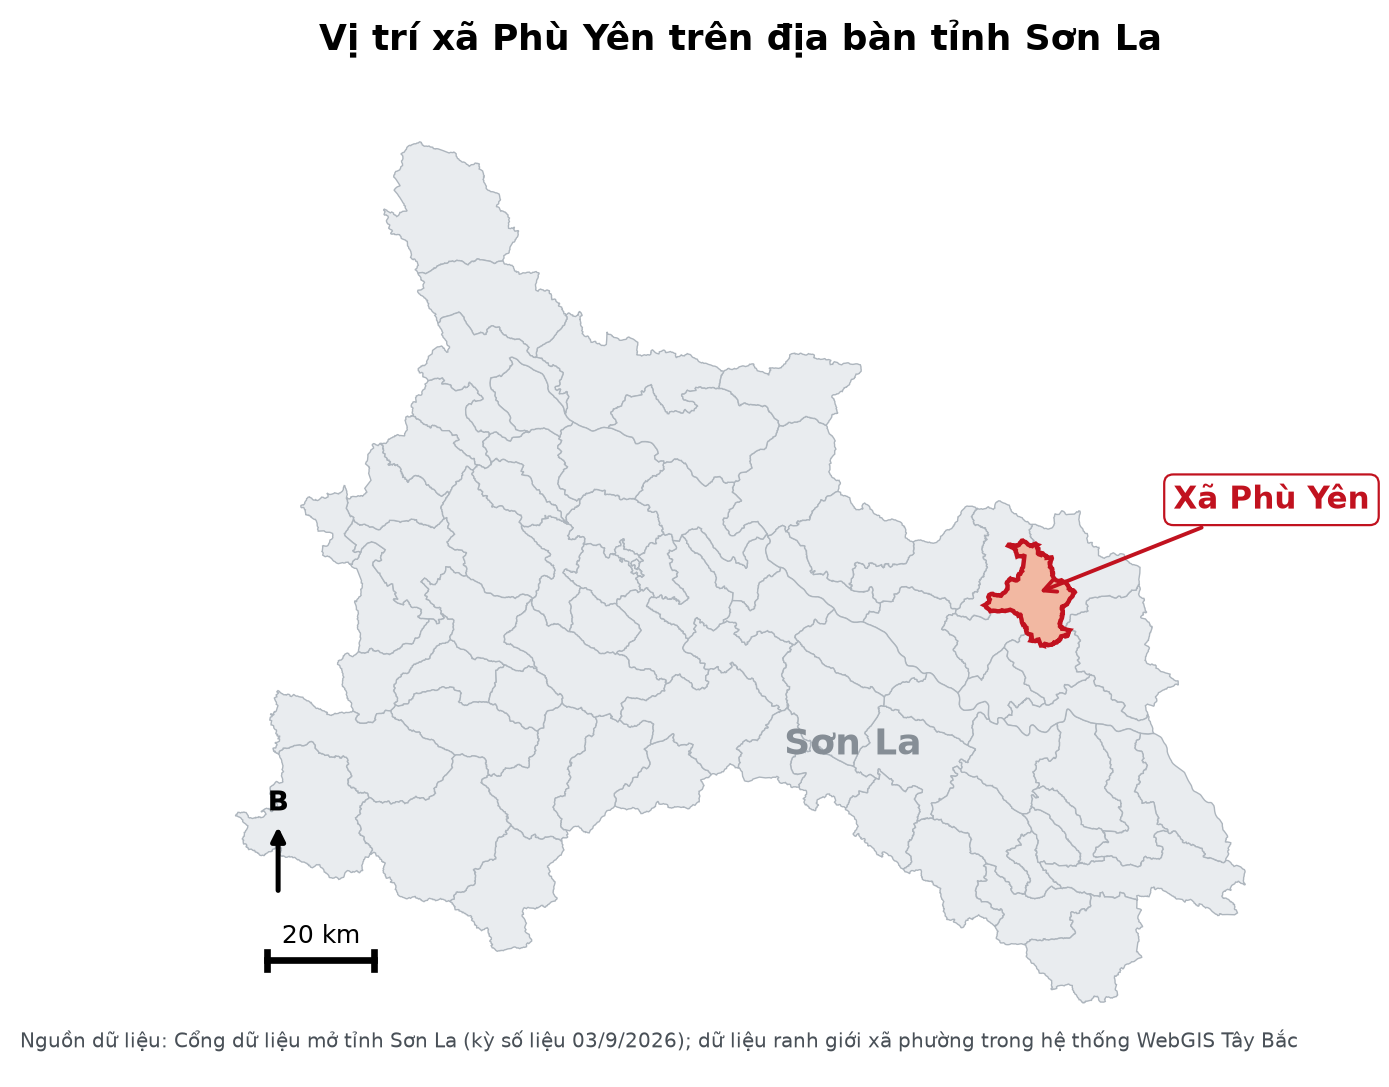 Vị trí xã Phù Yên trên địa bàn tỉnh Sơn La
Xã Phù Yên
Sơn La
B
20 km
Nguồn dữ liệu: Cổng dữ liệu mở tỉnh Sơn La (kỳ số liệu 03/9/2026); dữ liệu ranh giới xã phường trong hệ thống WebGIS Tây Bắc